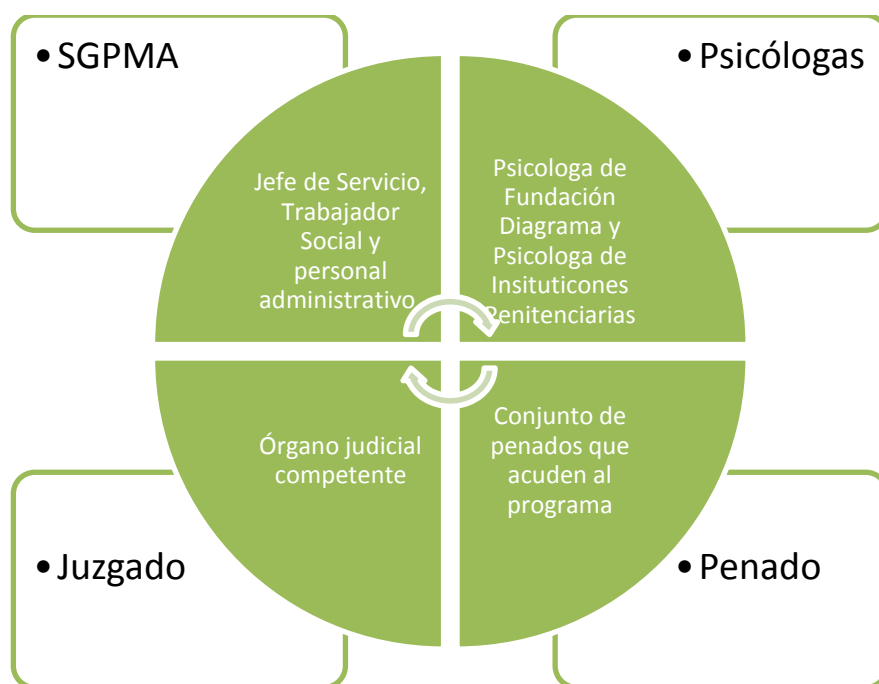 • SGPMA
• Psicólogas
Jefe de Servicio,
Trabajador
Social y
personal
administrativo
Psicologa de
Fundación
Diagrama y
Psicologa de
Insituticones
Penitenciarias
Órgano judicial
competente
Conjunto de
penados que
acuden al
programa
• Juzgado
• Penado